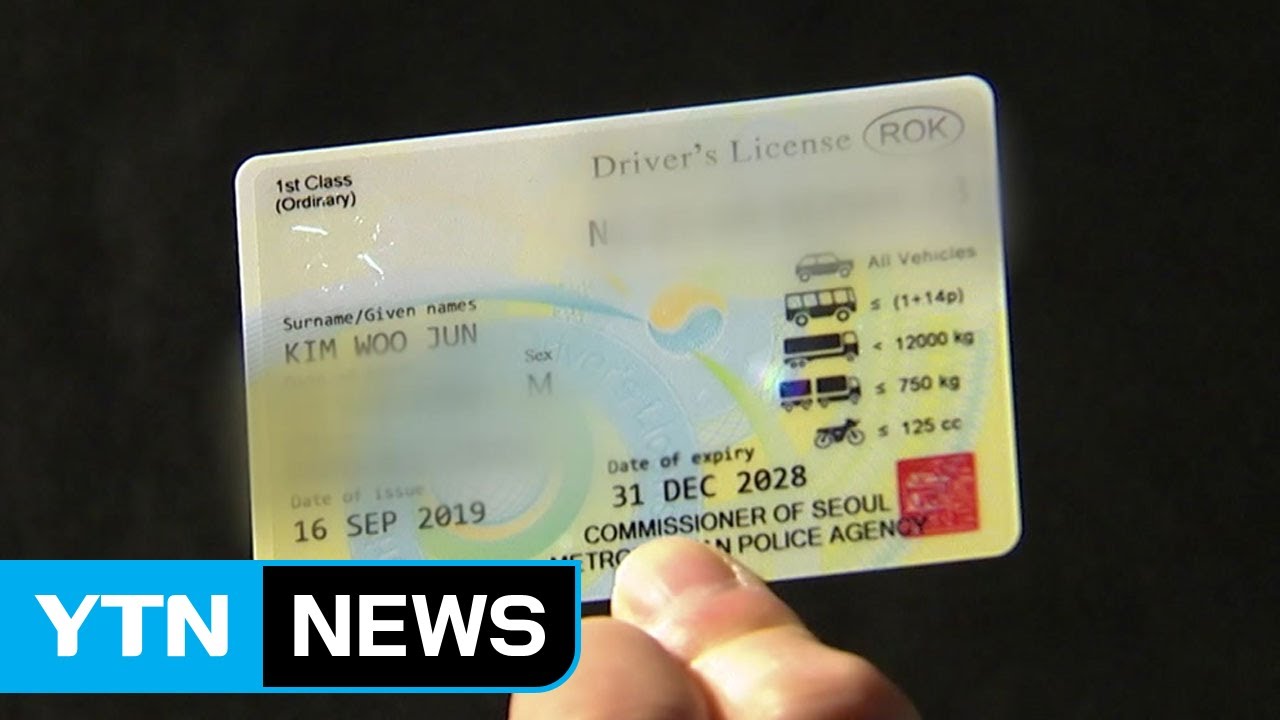 1st Class
(Ordinary)
Driver's License ROK
N
All Vehicles
≤ (1+14p)
< 12000 kg
≤ 750 kg
≤ 125 cc
Surname/Given names
KIM WOO JUN
Sex
M
Date of issue
16 SEP 2019
Date of expiry
31 DEC 2028
COMMISSIONER OF SEOUL
POLICE AGENCY
YTN NEWS